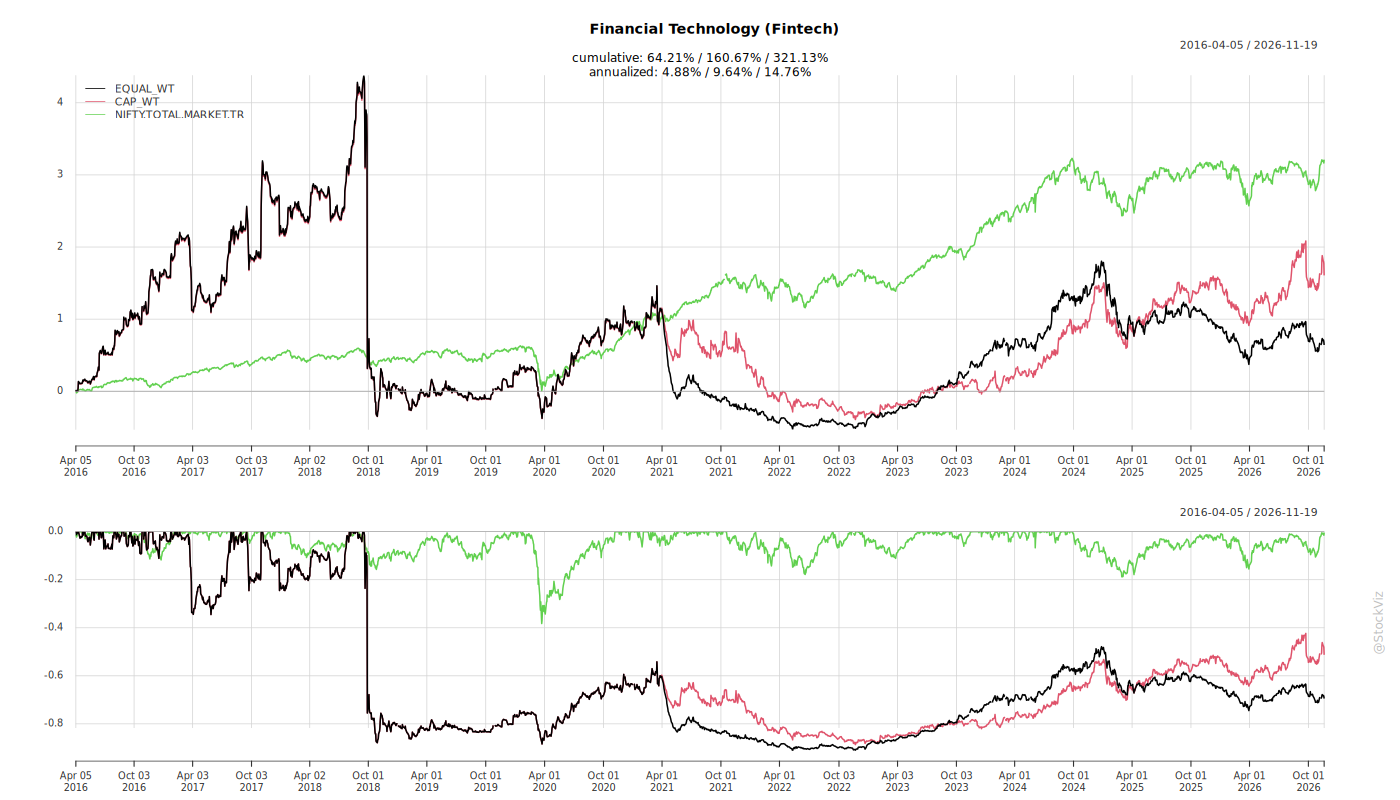 Financial Technology (Fintech)
2016-04-05 / 2026-11-19
cumulative: 64.21% / 160.67% / 321.13%
annualized: 4.88% / 9.64% / 14.76%
EQUAL_WT
CAP_WT
NIFTY.TOTAL.MARKET.TR
4
3
2
1
0
Apr 05 Oct 03 Apr 03 Oct 03 Apr 02 Oct 01 Apr 01 Oct 01 Apr 01 Oct 01 Apr 01 Oct 01 Apr 01 Oct 03 Apr 03 Oct 03 Apr 01 Oct 01 Apr 01 Oct 01 Apr 01 Oct 01
2016 2016 2017 2017 2018 2018 2019 2019 2020 2020 2021 2021 2022 2022 2023 2023 2024 2024 2025 2025 2026 2026
2016-04-05 / 2026-11-19
0.0
-0.2
-0.4
-0.6
-0.8
Apr 05 Oct 03 Apr 03 Oct 03 Apr 02 Oct 01 Apr 01 Oct 01 Apr 01 Oct 01 Apr 01 Oct 01 Apr 01 Oct 03 Apr 03 Oct 03 Apr 01 Oct 01 Apr 01 Oct 01 Apr 01 Oct 01
2016 2016 2017 2017 2018 2018 2019 2019 2020 2020 2021 2021 2022 2022 2023 2023 2024 2024 2025 2025 2026 2026
@StockViz